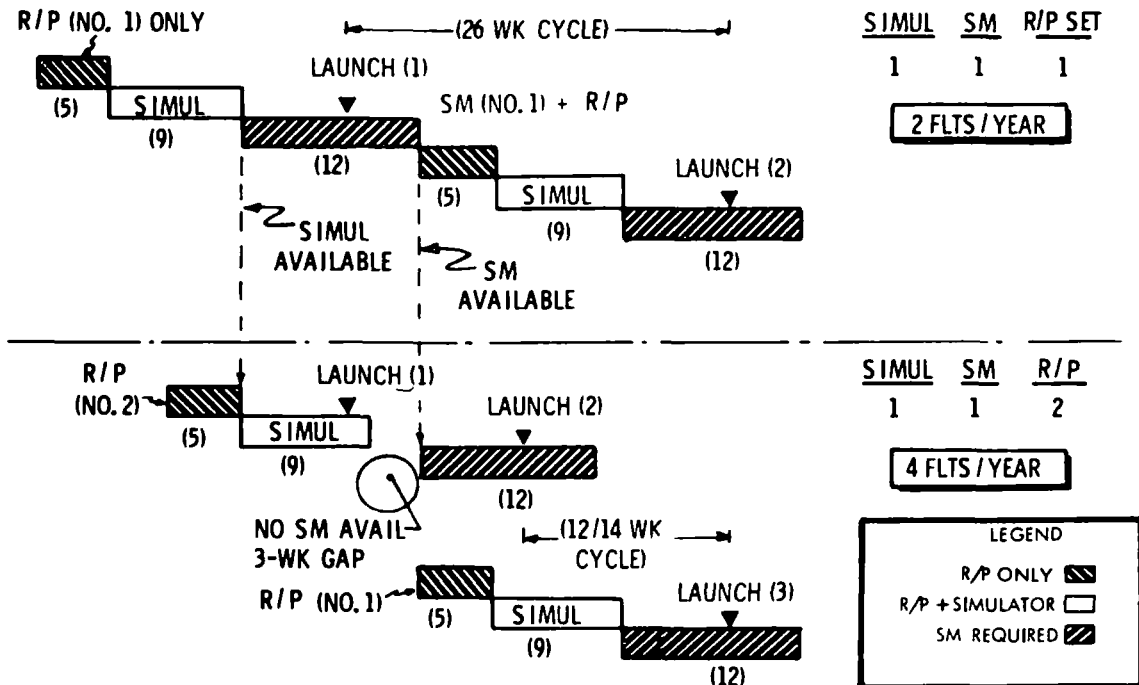 R/P (NO. 1) ONLY
(26 WK CYCLE)
SIMUL SM R/P SET
1 1 1
LAUNCH (1)
(5)
SIMUL
(9)
SM (NO. 1) + R/P
2 FLTS / YEAR
(12)
(5)
LAUNCH (2)
SIMUL
(9)
(12)
SIMUL
AVAILABLE
SM
AVAILABLE
R/P
(NO. 2)
LAUNCH (1)
SIMUL SM R/P
1 1 2
(5)
SIMUL
(9)
LAUNCH (2)
4 FLTS / YEAR
(12)
NO SM AVAIL
3-WK GAP
(12/14 WK
CYCLE)
R/P (NO. 1)
(5)
SIMUL
(9)
LAUNCH (3)
(12)
LEGEND
R/P ONLY
R/P + SIMULATOR
SM REQUIRED